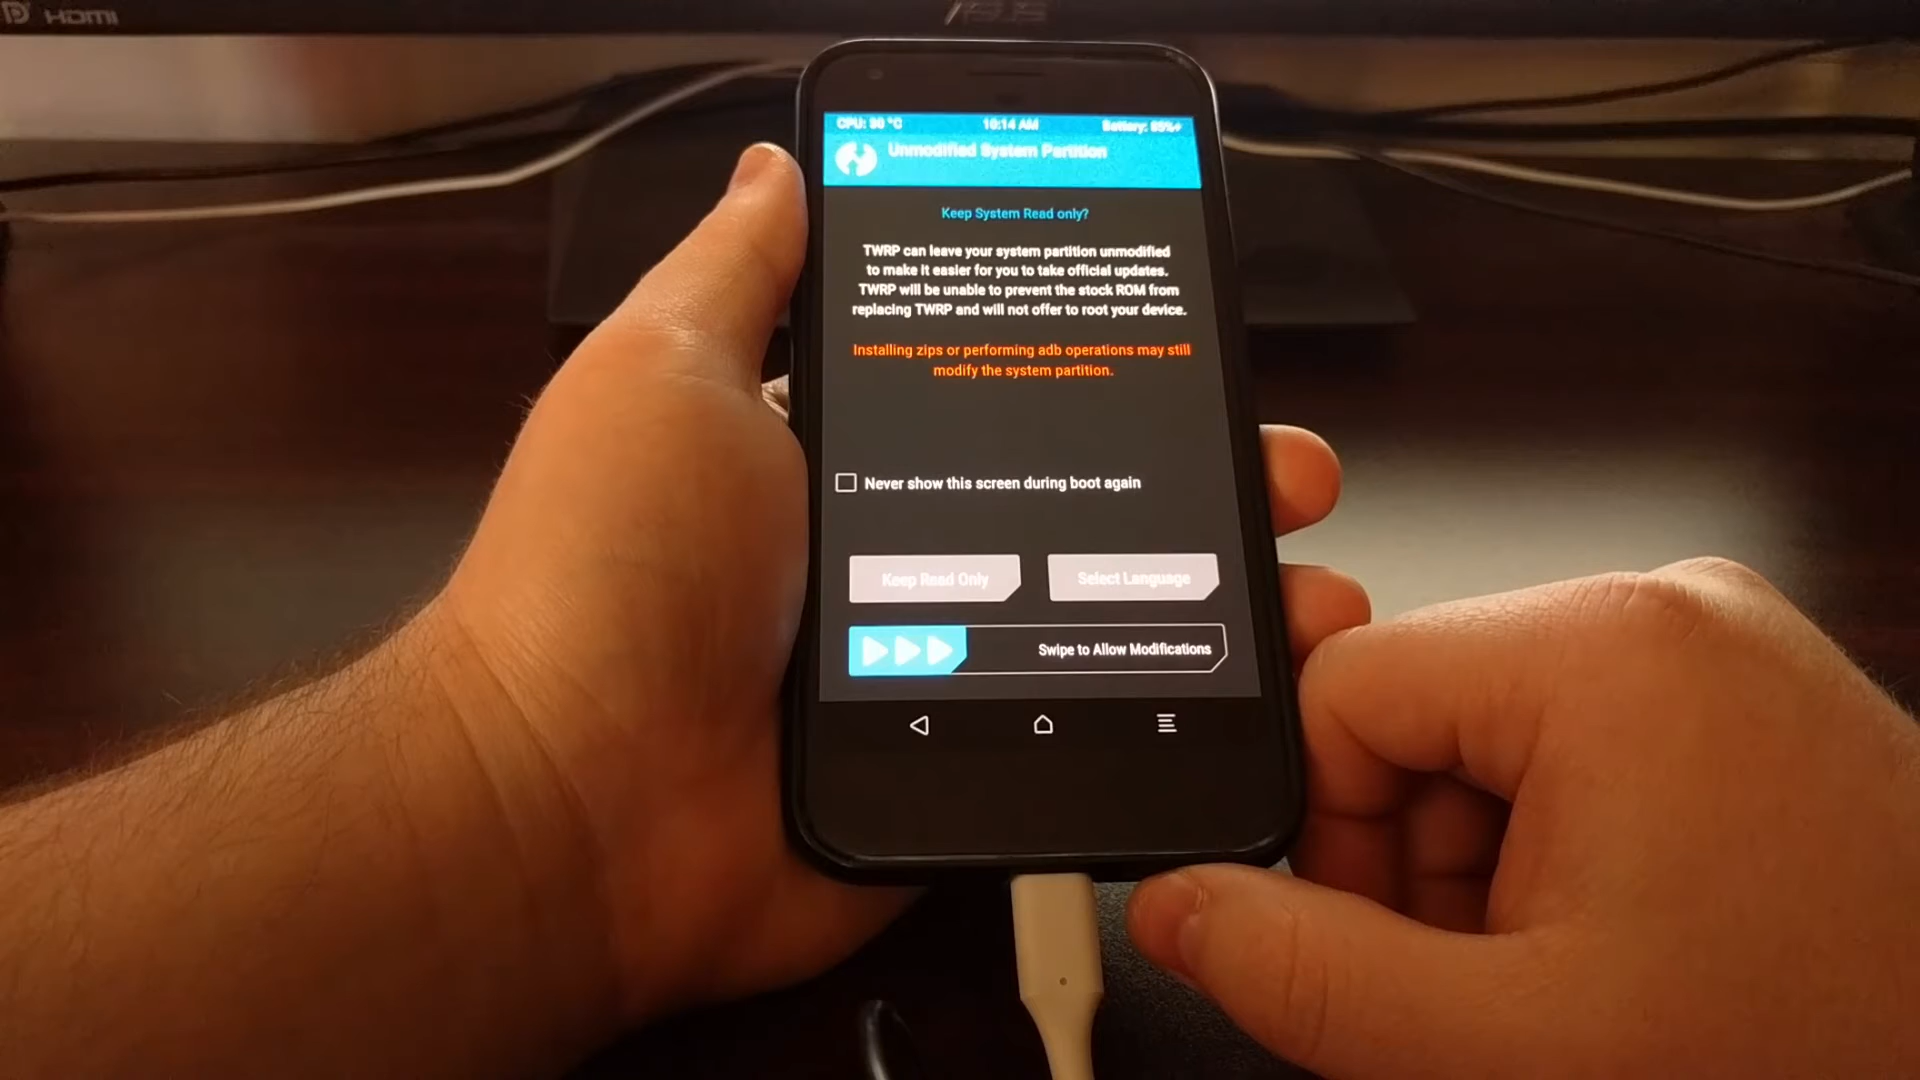 HDMI
ASUS
10:14 AM
Unmodified System Partition
Keep System Read only?
TWRP can leave your system partition unmodified
to make it easier for you to take official updates.
TWRP will be unable to prevent the stock ROM from
replacing TWRP and will not offer to root your device.
Installing zips or performing adb operations may still
modify the system partition.
Never show this screen during boot again
Keep Read Only
Select Language
Swipe to Allow Modifications